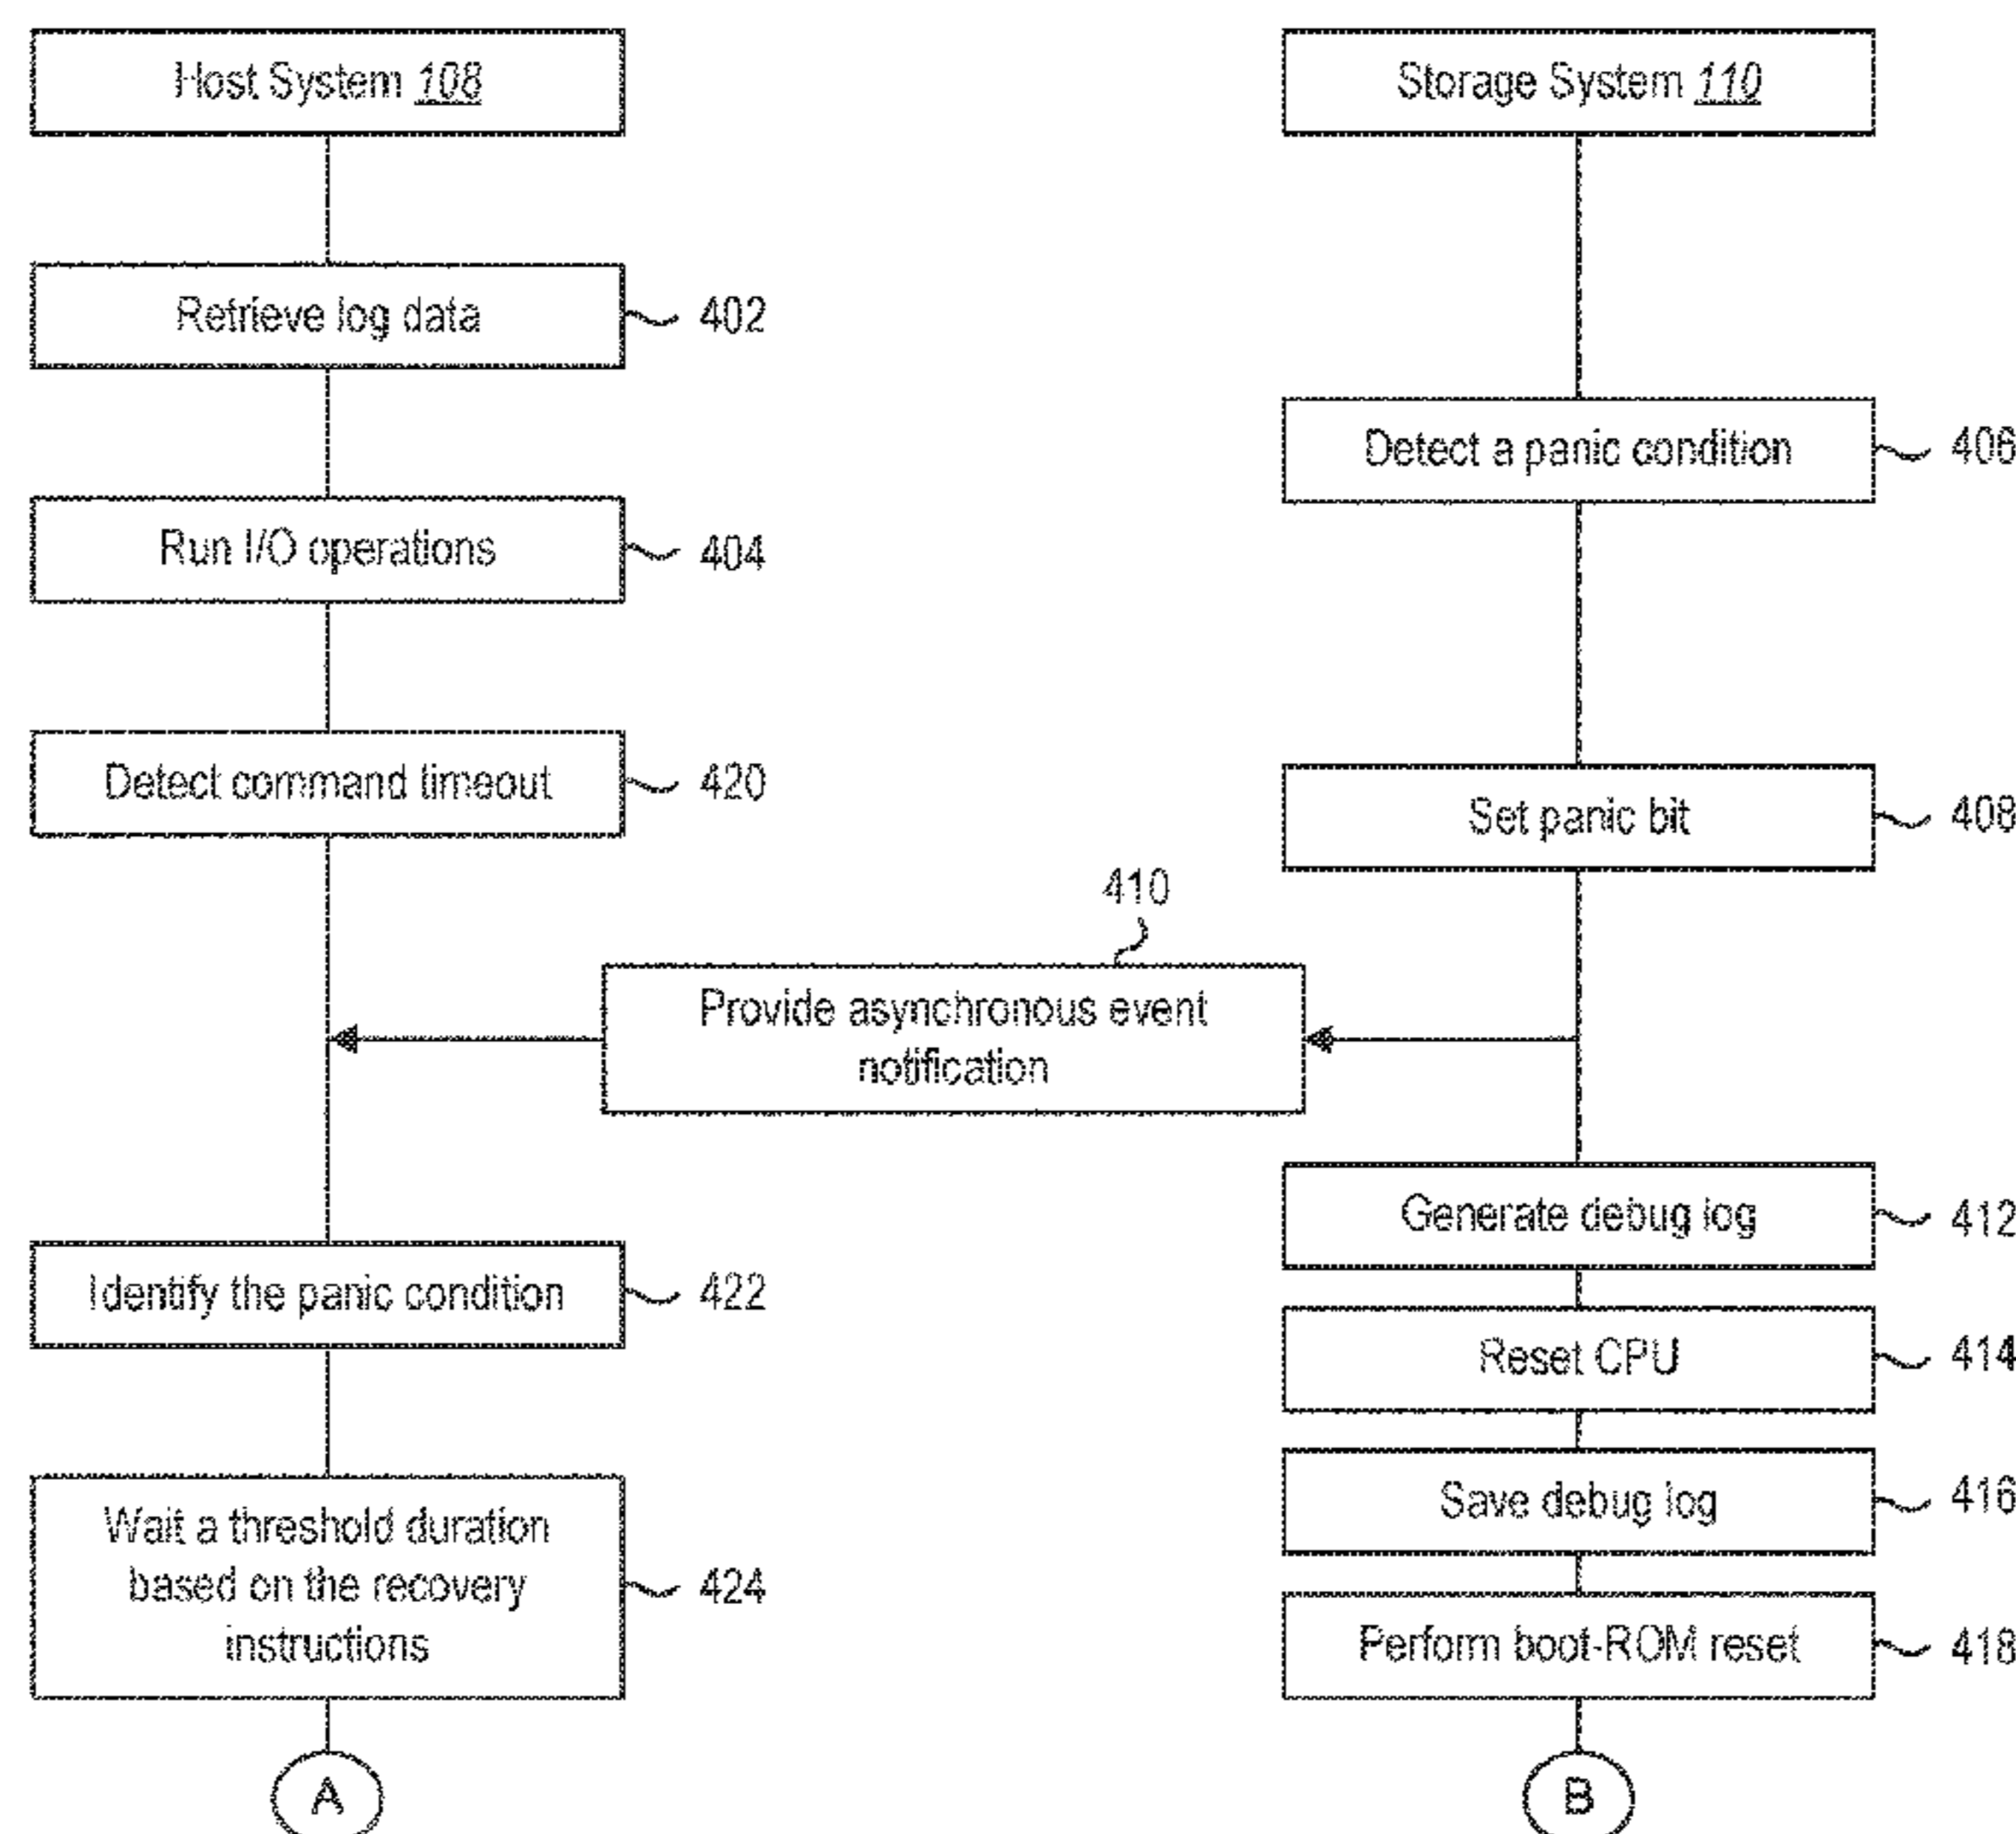 Host System 108
Storage System 110
Retrieve log data
402
Detect a panic condition
406
Run I/O operations
404
Detect command timeout
420
Set panic bit
408
410
Provide asynchronous event
notification
Generate debug log
412
Identify the panic condition
422
Reset CPU
414
Save debug log
416
Wait a threshold duration
based on the recovery
instructions
424
Perform boot-ROM reset
418
A
B